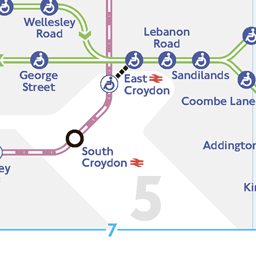 Wellesley
Road
Lebanon
Road
George
Street
East
Croydon
Sandilands
Coombe Lane
Addington
South
Croydon
5
7